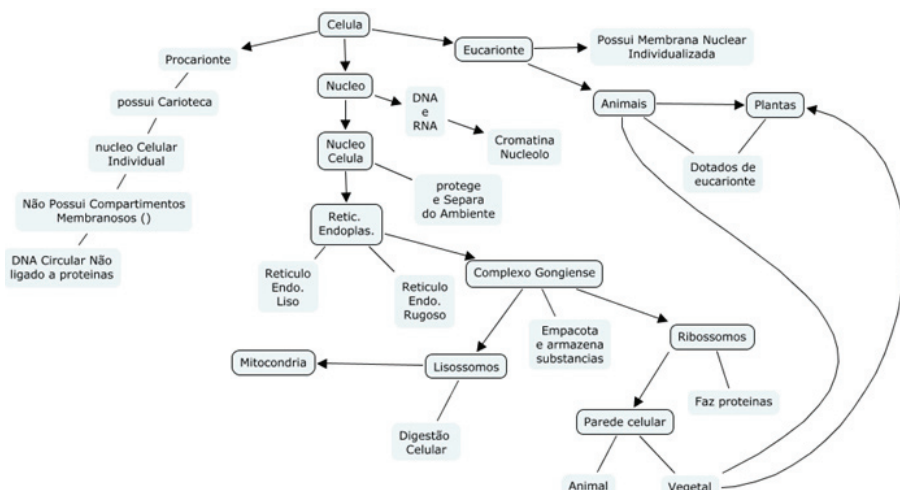 Celula
Procarionte
Eucarionte
Possui Membrana Nuclear
Individualizada
possui Carioteca
Nucleo
DNA
e
RNA
Animais
Plantas
nucleo Celular
Individual
Nucleo
Celula
Cromatina
Nucleolo
Dotados de
eucarionte
Não Possui Compartimentos
Membranosos ()
protege
e Separa
do Ambiente
Retic.
Endoplas.
DNA Circular Não
ligado a proteinas
Reticulo
Endo.
Liso
Reticulo
Endo.
Rugoso
Complexo Gongiense
Empacota
e armazena
substancias
Ribossomos
Mitocondria
Lisossomos
Faz proteinas
Parede celular
Digestão
Celular
Animal
Vegetal